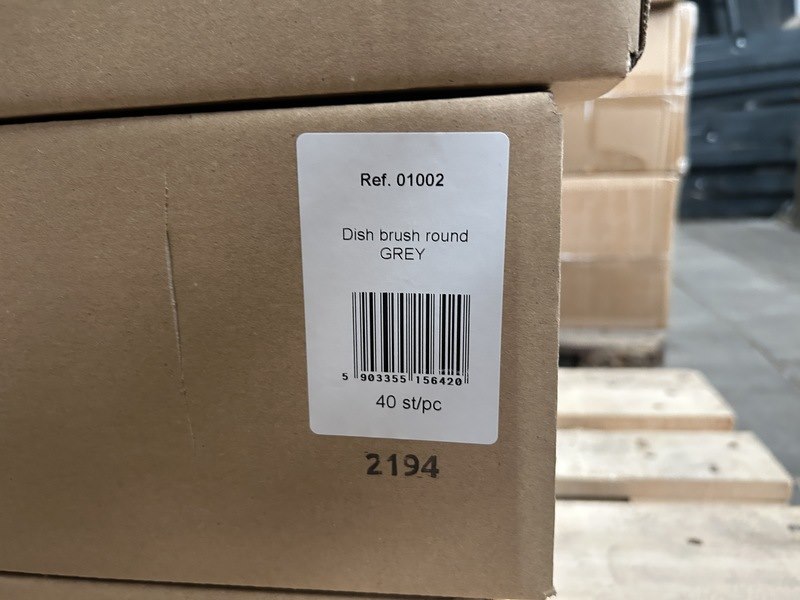 Ref. 01002
Dish brush round
GREY
5 903355 156420
40 st/pc
2194